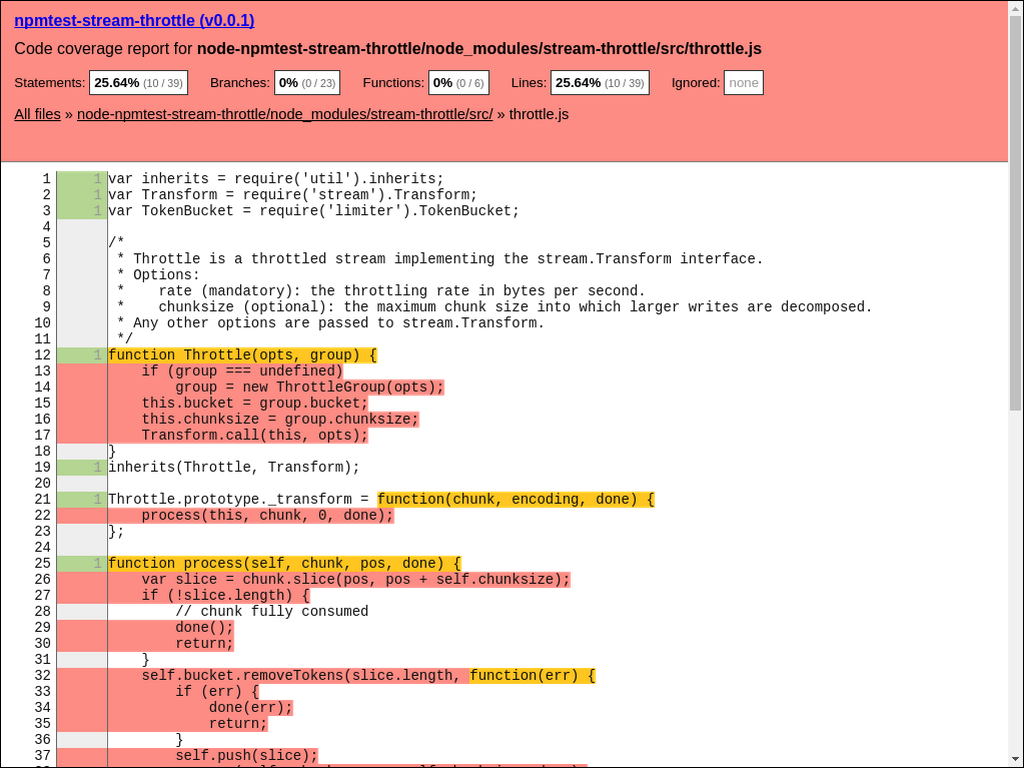 npmtest-stream-throttle (v0.0.1)
Code coverage report for node-npmtest-stream-throttle/node_modules/stream-throttle/src/throttle.js
Statements: 25.64% (10 / 39) Branches: 0% (0 / 23) Functions: 0% (0 / 6) Lines: 25.64% (10 / 39) Ignored: none
All files » node-npmtest-stream-throttle/node_modules/stream-throttle/src/ » throttle.js
1 1 var inherits = require('util').inherits;
2 1 var Transform = require('stream').Transform;
3 1 var TokenBucket = require('limiter').TokenBucket;
4
5 /*
6 * Throttle is a throttled stream implementing the stream.Transform interface.
7 * Options:
8 *    rate (mandatory): the throttling rate in bytes per second.
9 *    chunksize (optional): the maximum chunk size into which larger writes are decomposed.
10 * Any other options are passed to stream.Transform.
11 */
12 1 function Throttle(opts, group) {
13     if (group === undefined)
14         group = new ThrottleGroup(opts);
15     this.bucket = group.bucket;
16     this.chunksize = group.chunksize;
17     Transform.call(this, opts);
18 }
19 1 inherits(Throttle, Transform);
20
21 1 Throttle.prototype._transform = function(chunk, encoding, done) {
22     process(this, chunk, 0, done);
23 };
24
25 1 function process(self, chunk, pos, done) {
26     var slice = chunk.slice(pos, pos + self.chunksize);
27     if (!slice.length) {
28         // chunk fully consumed
29         done();
30         return;
31     }
32     self.bucket.removeTokens(slice.length, function(err) {
33         if (err) {
34             done(err);
35             return;
36         }
37         self.push(slice);